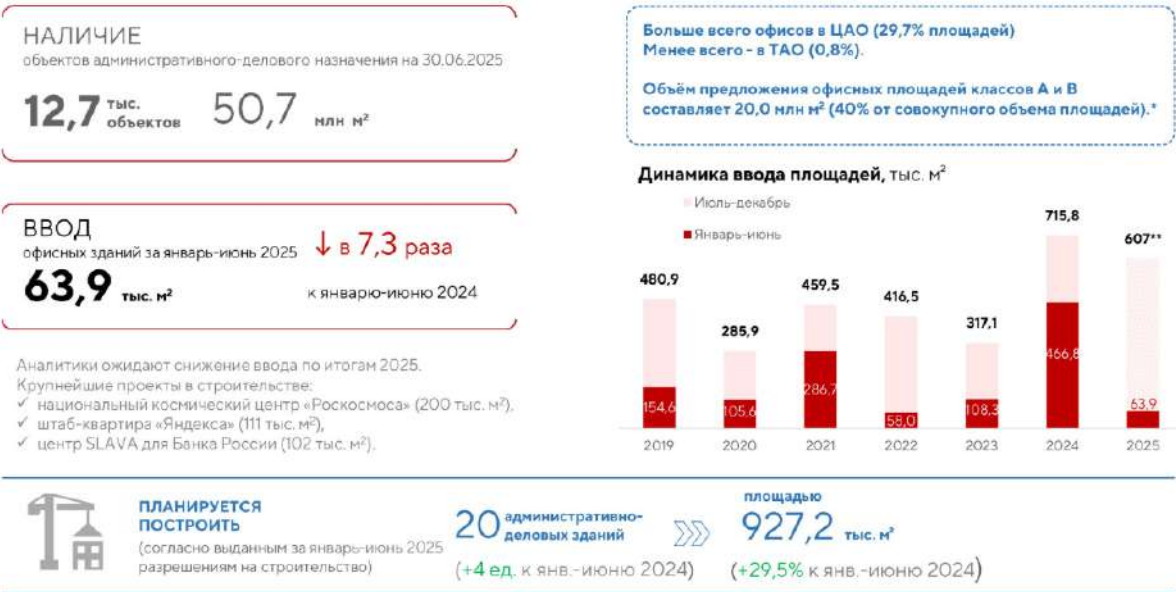 НАЛИЧИЕ
объектов административного-делового назначения на 30.06.2025
12,7 тыс. объектов 50,7 млн м²
Больше всего офисов в ЦАО (29,7% площадей)
Менее всего - в ТАО (0,8%).
Объём предложения офисных площадей классов А и В
составляет 20,0 млн м² (40% от совокупного объема площадей).*
ВВОД
офисных зданий за январь-июнь 2025
↓ в 7,3 раза
63,9 тыс. м²
к январю-июню 2024
Аналитики ожидают снижение ввода по итогам 2025.
Крупнейшие проекты в строительстве:
✓ национальный космический центр «Роскосмоса» (200 тыс. м²),
✓ штаб-квартира «Яндекса» (111 тыс. м²),
✓ центр SLAVA для Банка России (102 тыс. м²).
Динамика ввода площадей, тыс. м²
Июль-декабрь
Январь-июнь
480,9
285,9
459,5
416,5
317,1
715,8
607**
154,6
105,6
286,7
58,0
108,3
466,8
63,9
2019 2020 2021 2022 2023 2024 2025
ПЛАНИРУЕТСЯ
ПОСТРОИТЬ
(согласно выданным за январь-июнь 2025
разрешениям на строительство)
20 административно-
деловых зданий
(+4 ед. к янв.-июню 2024)
площадью
927,2 тыс. м²
(+29,5% к янв.-июню 2024)